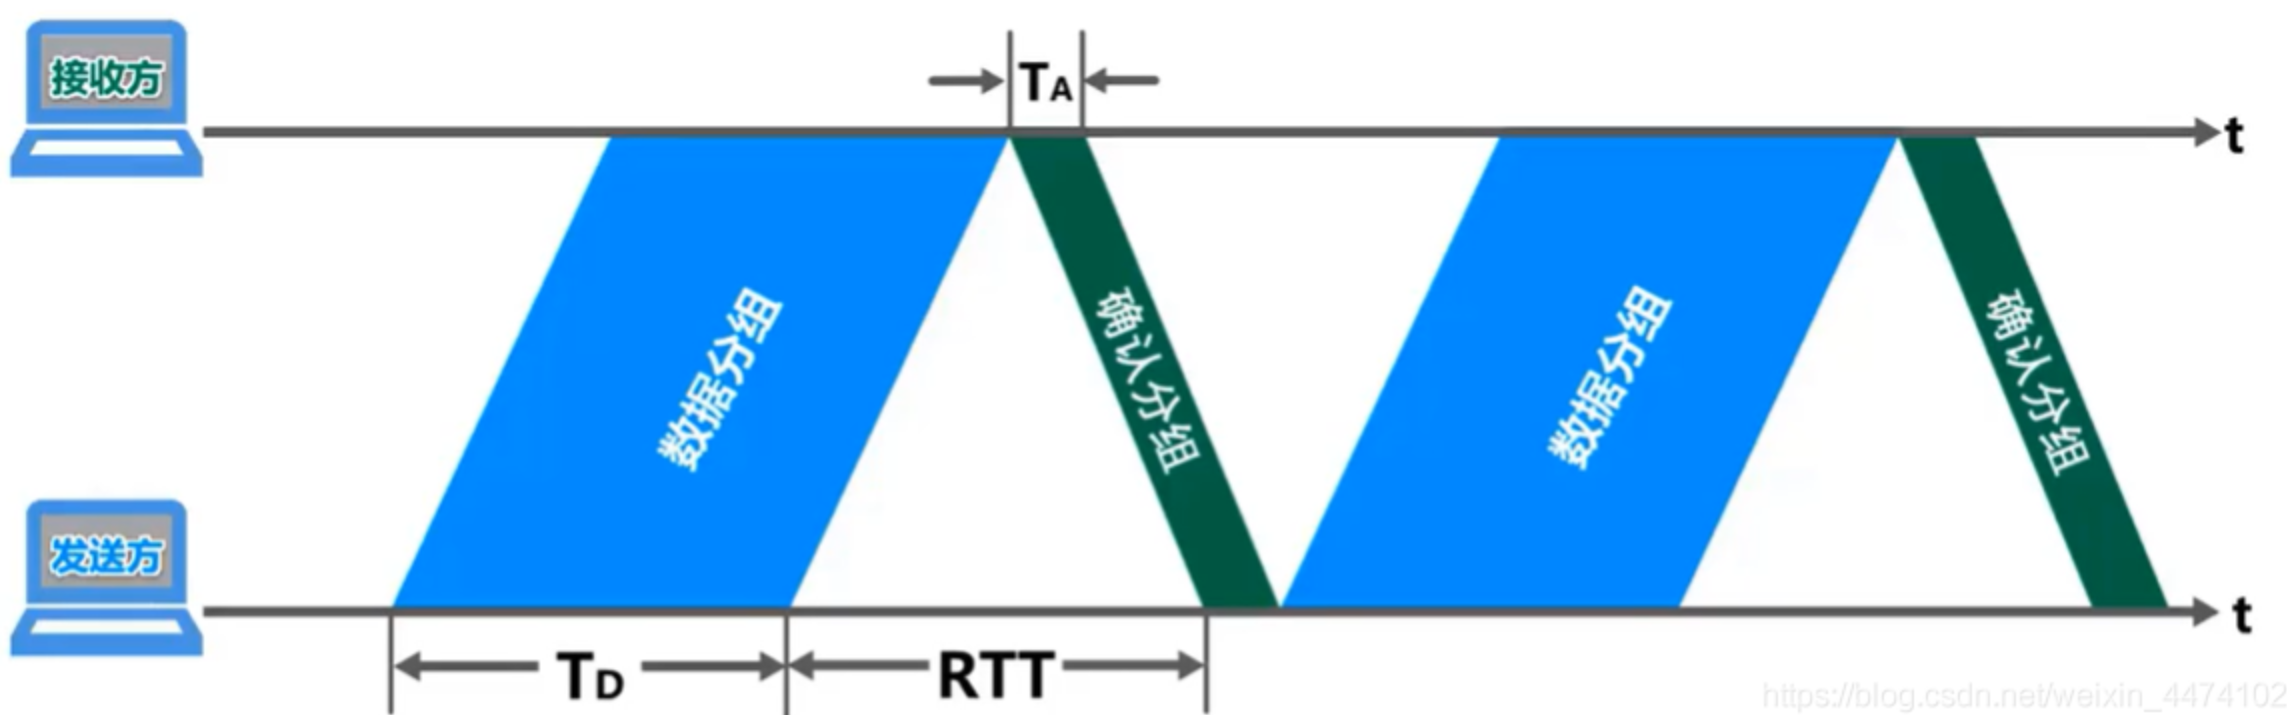 接收方
TA
t
数据分组
确认分组
数据分组
确认分组
发送方
t
TD
RTT
https://blog.csdn.net/weixin_4474102